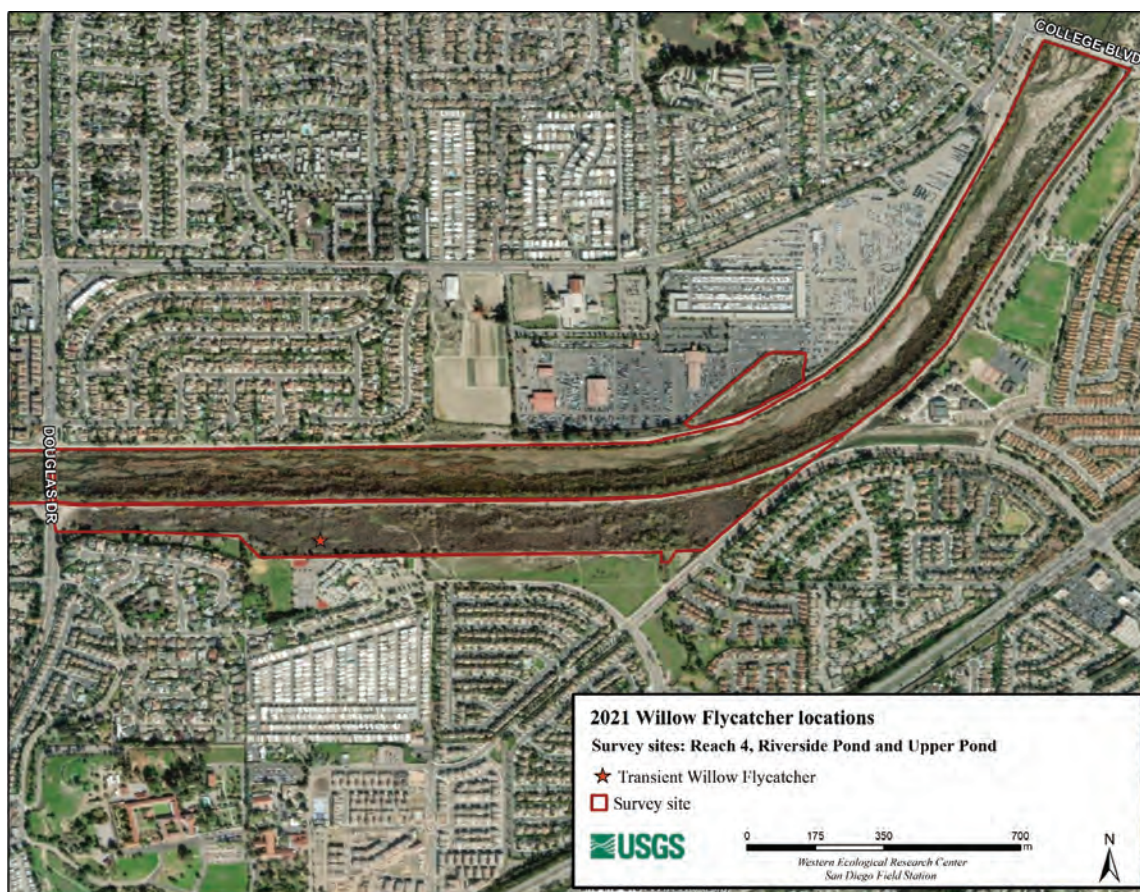 COLLEGE BLVD
DOUGLAS DR
2021 Willow Flycatcher locations
Survey sites: Reach 4, Riverside Pond and Upper Pond
Transient Willow Flycatcher
Survey site
USGS
0 175 350 700
m
Western Ecological Research Center
San Diego Field Station
N